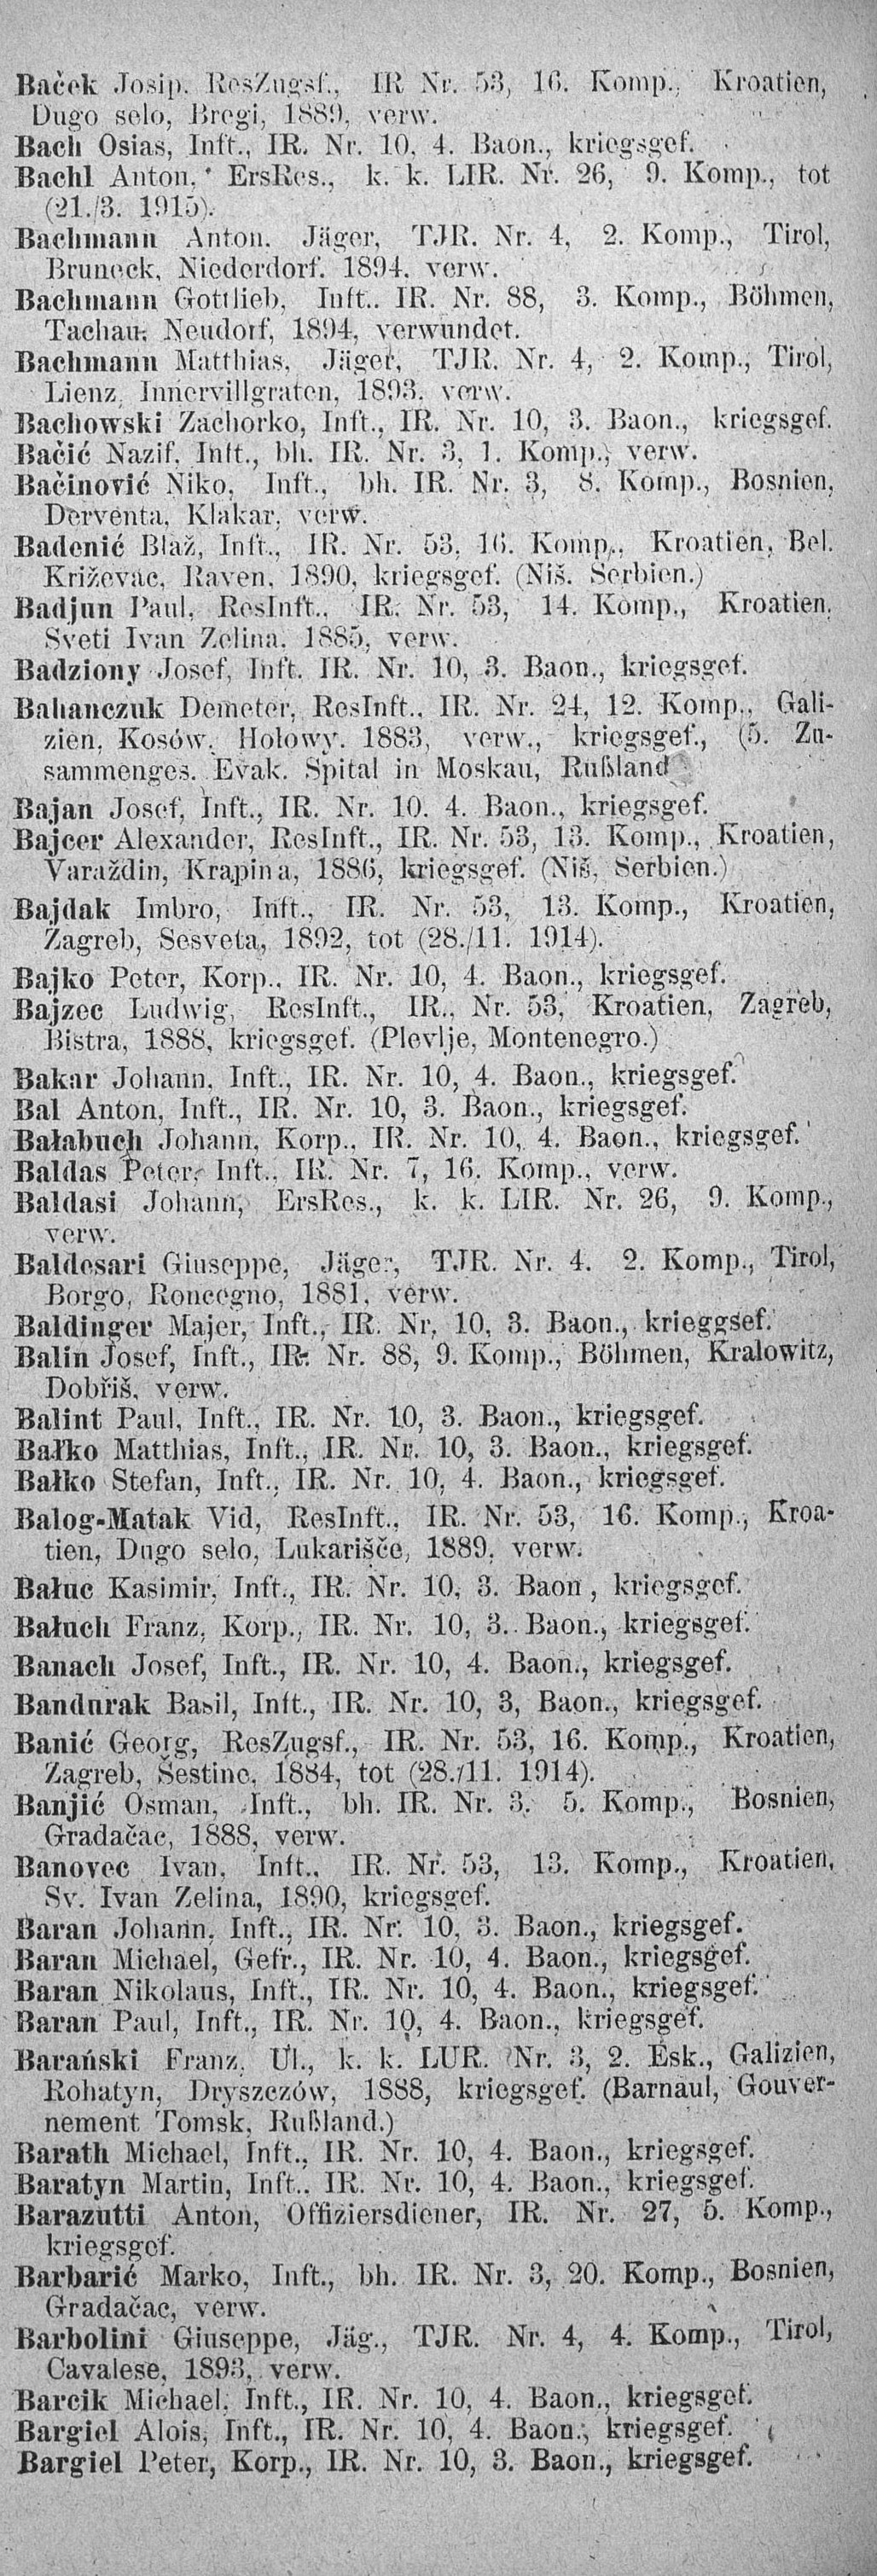 Baček Josip, ResZugsf., IR Nr. 53, 16. Komp., Kroatien,
Dugo selo, Bregi, 1889, verw.
Bach Osias, Inft., IR. Nr. 10, 4. Baon., kriegsgef.
Bachl Anton, ErsRes., k. k. LIR. Nr. 26, 9. Komp., tot
(21./3. 1915).
Bachmann Anton, Jäger, TJR. Nr. 4, 2. Komp., Tirol,
Bruneck, Niederdorf, 1894, verw.
Bachmann Gottlieb, Inft., IR. Nr. 88, 3. Komp., Böhmen,
Tachau, Neudorf, 1894, verwundet.
Bachmann Matthias, Jäger, TJR. Nr. 4, 2. Komp., Tirol,
Lienz, Innervillgraten, 1893, verw.
Bachowski Zachorko, Inft., IR. Nr. 10, 3. Baon., kriegsgef.
Bačić Nazif, Inft., bh. IR. Nr. 3, 1. Komp., verw.
Bačinović Niko, Inft., bh. IR. Nr. 3, 8. Komp., Bosnien,
Derventa, Klakar, verw.
Badenić Blaž, Inft., IR. Nr. 53, 16. Komp., Kroatien, Bel.
Križevac, Raven, 1890, kriegsgef. (Niš, Serbien.)
Badjun Paul, ResInft., IR. Nr. 53, 14. Komp., Kroatien,
Sveti Ivan Zelina, 1885, verw.
Badziony Josef, Inft. IR. Nr. 10, 3. Baon., kriegsgef.
Bahanczuk Demeter, ResInft., IR. Nr. 24, 12. Komp., Gali-
zien, Kosów, Hołowy, 1883, verw., kriegsgef., (5. Zu-
sammenges. Evak. Spital in Moskau, Rußland
Bajan Josef, Inft., IR. Nr. 10, 4. Baon., kriegsgef.
Bajcer Alexander, ResInft., IR. Nr. 53, 13. Komp., Kroatien,
Varaždin, Krapina, 1886, kriegsgef. (Niš, Serbien.)
Bajdak Imbro, Inft., IR. Nr. 53, 13. Komp., Kroatien,
Zagreb, Sesveta, 1892, tot (28./11. 1914).
Bajko Peter, Korp., IR. Nr. 10, 4. Baon., kriegsgef.
Bajzec Ludwig, ResInft., IR., Nr. 53, Kroatien, Zagreb,
Bistra, 1888, kriegsgef. (Plevlje, Montenegro.)
Bakar Johann, Inft., IR. Nr. 10, 4. Baon., kriegsgef.
Bal Anton, Inft., IR. Nr. 10, 3. Baon., kriegsgef.
Bałabuch Johann, Korp., IR. Nr. 10, 4. Baon., kriegsgef.
Baldas Peter, Inft., IR. Nr. 7, 16. Komp., verw.
Baldasi Johann, ErsRes., k. k. LIR. Nr. 26, 9. Komp.,
verw.
Baldesari Giuseppe, Jäger, TJR. Nr. 4, 2. Komp., Tirol,
Borgo, Roncegno, 1881, verw.
Baldinger Majer, Inft., IR. Nr. 10, 3. Baon., krieggsef.
Balin Josef, Inft., IR. Nr. 88, 9. Komp., Böhmen, Kralowitz,
Dobřiš, verw.
Balint Paul, Inft., IR. Nr. 10, 3. Baon., kriegsgef.
Bałko Matthias, Inft., IR. Nr. 10, 3. Baon., kriegsgef.
Bałko Stefan, Inft., IR. Nr. 10, 4. Baon., kriegsgef.
Balog-Matak Vid, ResInft., IR. Nr. 53, 16. Komp., Kroa-
tien, Dugo selo, Lukarišče, 1889, verw.
Bałuc Kasimir, Inft., IR. Nr. 10, 3. Baon, kriegsgef.
Bałuch Franz, Korp., IR. Nr. 10, 3. Baon., kriegsgef.
Banach Josef, Inft., IR. Nr. 10, 4. Baon., kriegsgef.
Bandurak Basil, Inft., IR. Nr. 10, 3, Baon., kriegsgef.
Banić Georg, ResZugsf., IR. Nr. 53, 16. Komp., Kroatien,
Zagreb, Šestine, 1884, tot (28./11. 1914).
Banjić Osman, Inft., bh. IR. Nr. 3, 5. Komp., Bosnien,
Gradačac, 1888, verw.
Banovec Ivan, Inft., IR. Nr. 53, 13. Komp., Kroatien,
Sv. Ivan Zelina, 1890, kriegsgef.
Baran Johann, Inft., IR. Nr. 10, 3. Baon., kriegsgef.
Baran Michael, Gefr., IR. Nr. 10, 4. Baon., kriegsgef.
Baran Nikolaus, Inft., IR. Nr. 10, 4. Baon., kriegsgef.
Baran Paul, Inft., IR. Nr. 10, 4. Baon., kriegsgef.
Barański Franz, Ul., k. k. LUR. Nr. 3, 2. Esk., Galizien,
Rohatyn, Dryszczów, 1888, kriegsgef. (Barnaul, Gouver-
nement Tomsk, Rußland.)
Barath Michael, Inft., IR. Nr. 10, 4. Baon., kriegsgef.
Baratyn Martin, Inft., IR. Nr. 10, 4. Baon., kriegsgef.
Barazutti Anton, Offiziersdiener, IR. Nr. 27, 5. Komp.,
kriegsgef.
Barbarić Marko, Inft., bh. IR. Nr. 3, 20. Komp., Bosnien,
Gradačac, verw.
Barbolini Giuseppe, Jäg., TJR. Nr. 4, 4. Komp., Tirol,
Cavalese, 1893, verw.
Barcik Michael, Inft., IR. Nr. 10, 4. Baon., kriegsgef.
Bargiel Alois, Inft., IR. Nr. 10, 4. Baon., kriegsgef.
Bargiel Peter, Korp., IR. Nr. 10, 3. Baon., kriegsgef.